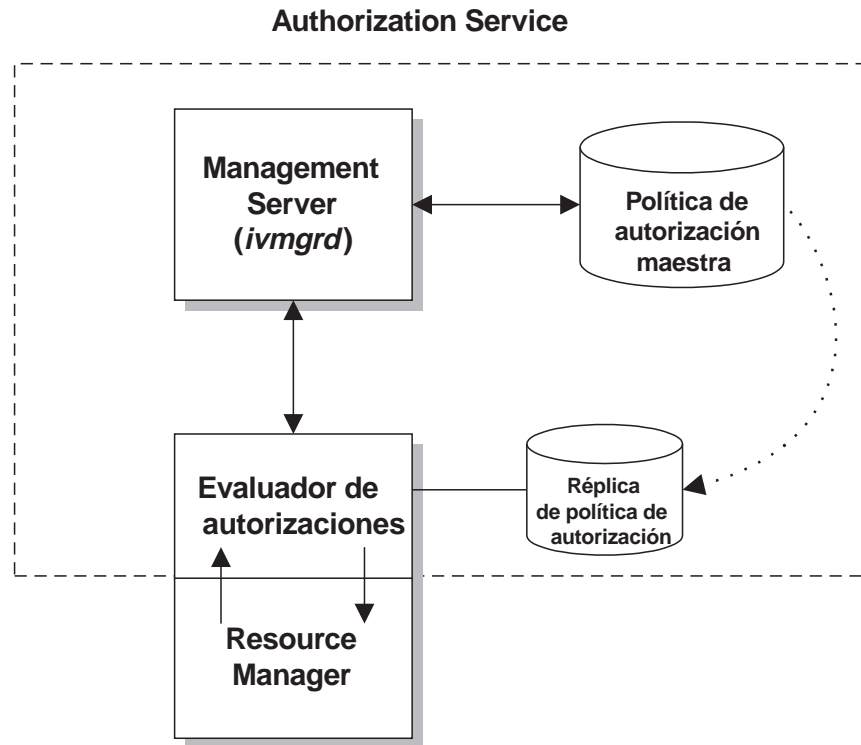 Authorization Service
Management
Server
(ivmgrd)
Política de
autorización
maestra
Evaluador de
autorizaciones
Réplica
de política de
autorización
Resource
Manager